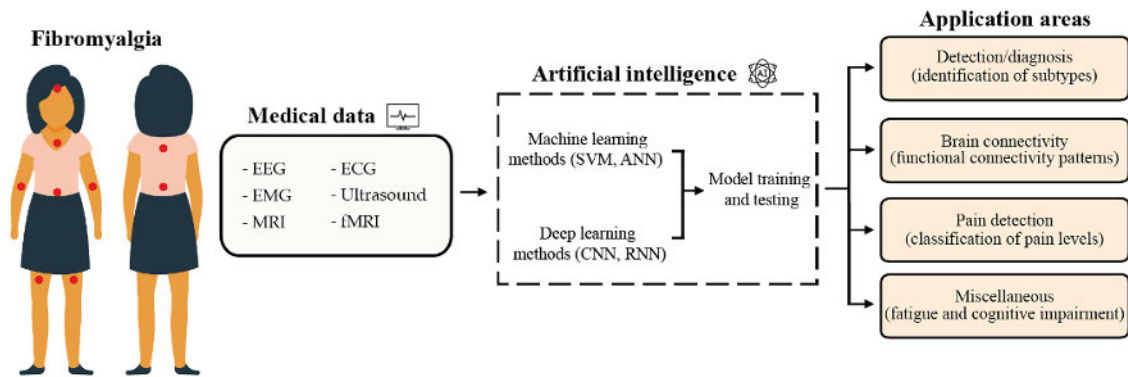 Fibromyalgia
Medical data
- EEG
- EMG
- MRI
- ECG
- Ultrasound
- fMRI
Artificial intelligence
AI
Machine learning
methods (SVM, ANN)
Deep learning
methods (CNN, RNN)
Model training
and testing
Application areas
Detection/diagnosis
(identification of subtypes)
Brain connectivity
(functional connectivity patterns)
Pain detection
(classification of pain levels)
Miscellaneous
(fatigue and cognitive impairment)